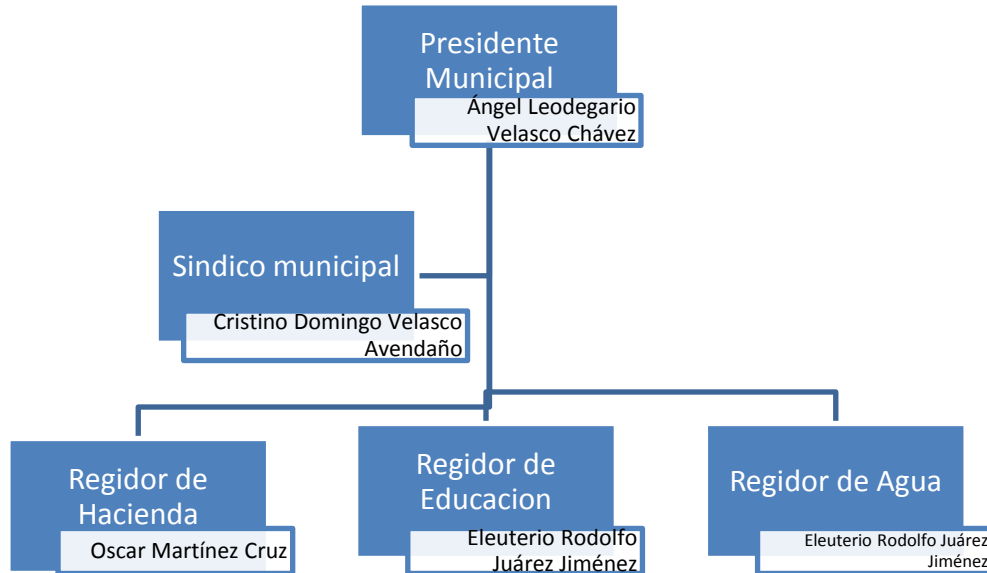 Presidente
Municipal
Ángel Leodegario
Velasco Chávez
Sindico municipal
Cristino Domingo Velasco
Avendaño
Regidor de
Hacienda
Oscar Martínez Cruz
Regidor de
Educacion
Eleuterio Rodolfo
Juárez Jiménez
Regidor de Agua
Eleuterio Rodolfo Juárez
Jiménez